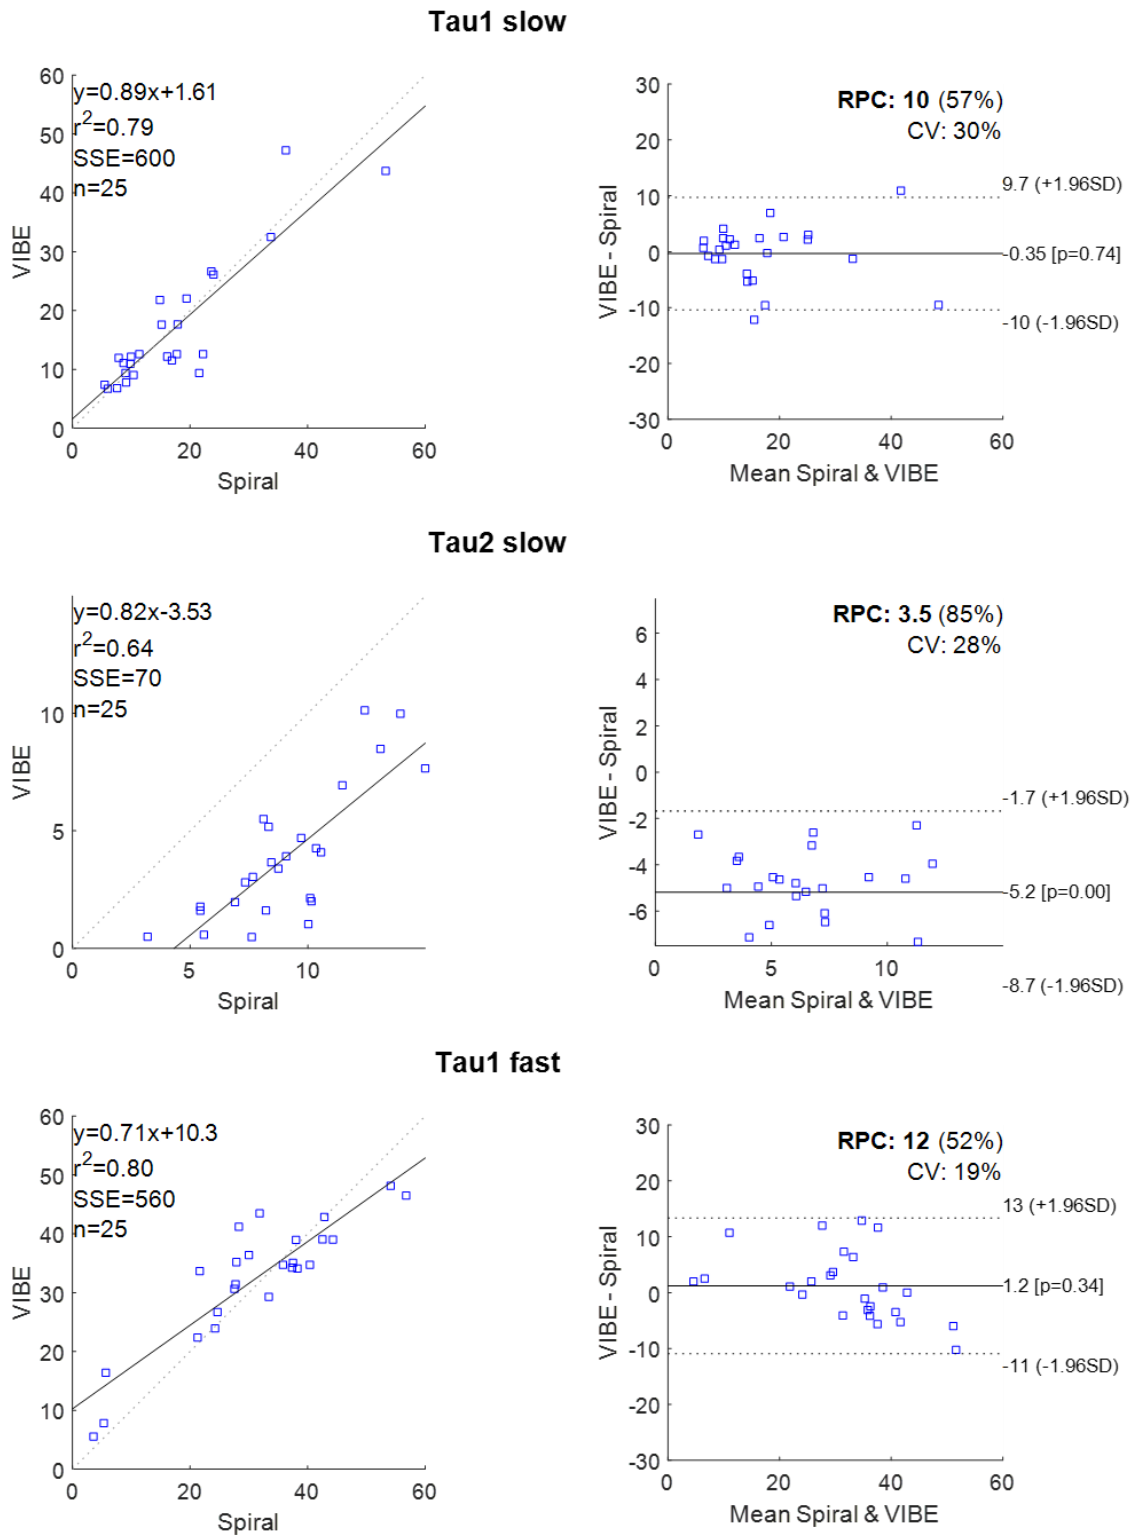 Tau1 slow
y=0.89x+1.61
r2=0.79
SSE=600
n=25
60
50
40
30
20
10
0
VIBE
0 20 40 60
Spiral
RPC: 10 (57%)
CV: 30%
30
20
10
0
-10
-20
-30
VIBE - Spiral
9.7 (+1.96SD)
-0.35 [p=0.74]
-10 (-1.96SD)
0 20 40 60
Mean Spiral & VIBE
Tau2 slow
y=0.82x-3.53
r2=0.64
SSE=70
n=25
10
5
0
VIBE
0 5 10
Spiral
RPC: 3.5 (85%)
CV: 28%
6
4
2
0
-2
-4
-6
VIBE - Spiral
-1.7 (+1.96SD)
-5.2 [p=0.00]
-8.7 (-1.96SD)
0 5 10
Mean Spiral & VIBE
Tau1 fast
y=0.71x+10.3
r2=0.80
SSE=560
n=25
60
50
40
30
20
10
0
VIBE
0 20 40 60
Spiral
RPC: 12 (52%)
CV: 19%
30
20
10
0
-10
-20
-30
VIBE - Spiral
13 (+1.96SD)
1.2 [p=0.34]
-11 (-1.96SD)
0 20 40 60
Mean Spiral & VIBE